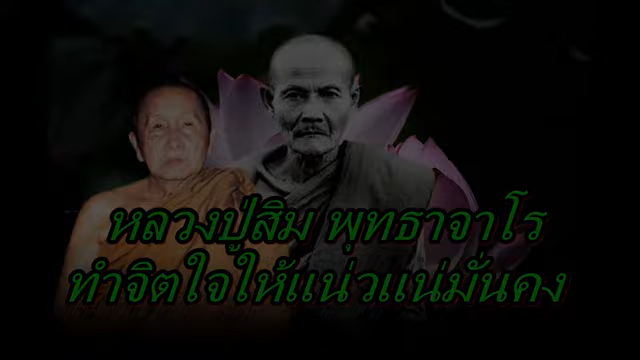 หลวงปู่สิม พุทธาจาโร
ทำจิตใจให้แน่วแน่มั่นคง